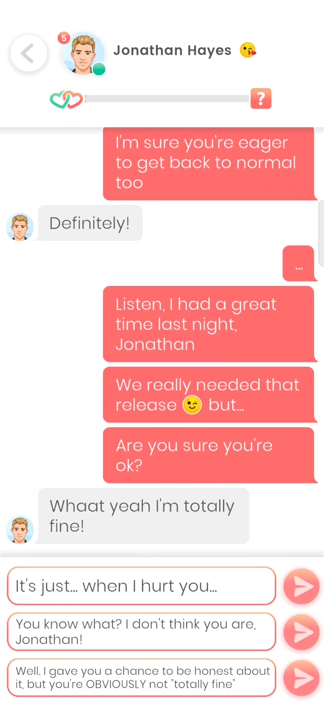 5
Jonathan Hayes 😘
?
I'm sure you're eager
to get back to normal
too
Definitely!
...
Listen, I had a great
time last night,
Jonathan
We really needed that
release 😉 but...
Are you sure you're
ok?
Whaat yeah I'm totally
fine!
It's just... when I hurt you...
You know what? I don't think you are,
Jonathan!
Well. I gave you a chance to be honest about
it, but you're OBVIOUSLY not "totally fine"